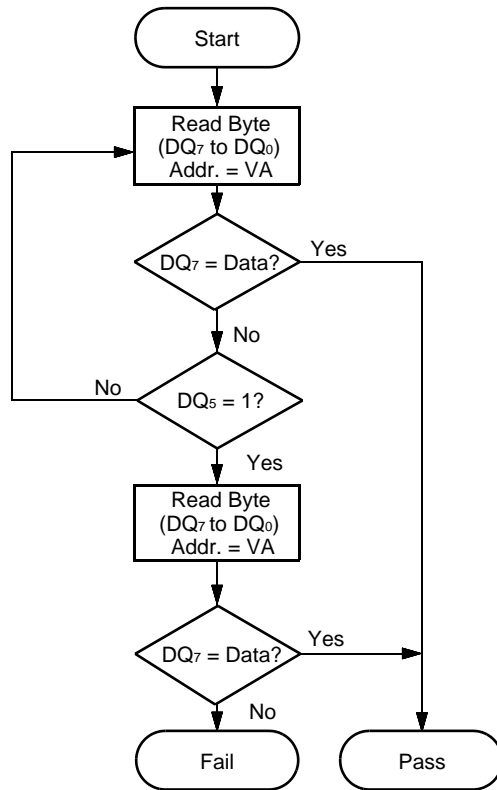 Start
Read Byte
(DQ7 to DQ0)
Addr. = VA
Yes
DQ7 = Data?
No
No
DQ5 = 1?
Yes
Read Byte
(DQ7 to DQ0)
Addr. = VA
Yes
DQ7 = Data?
No
Fail
Pass